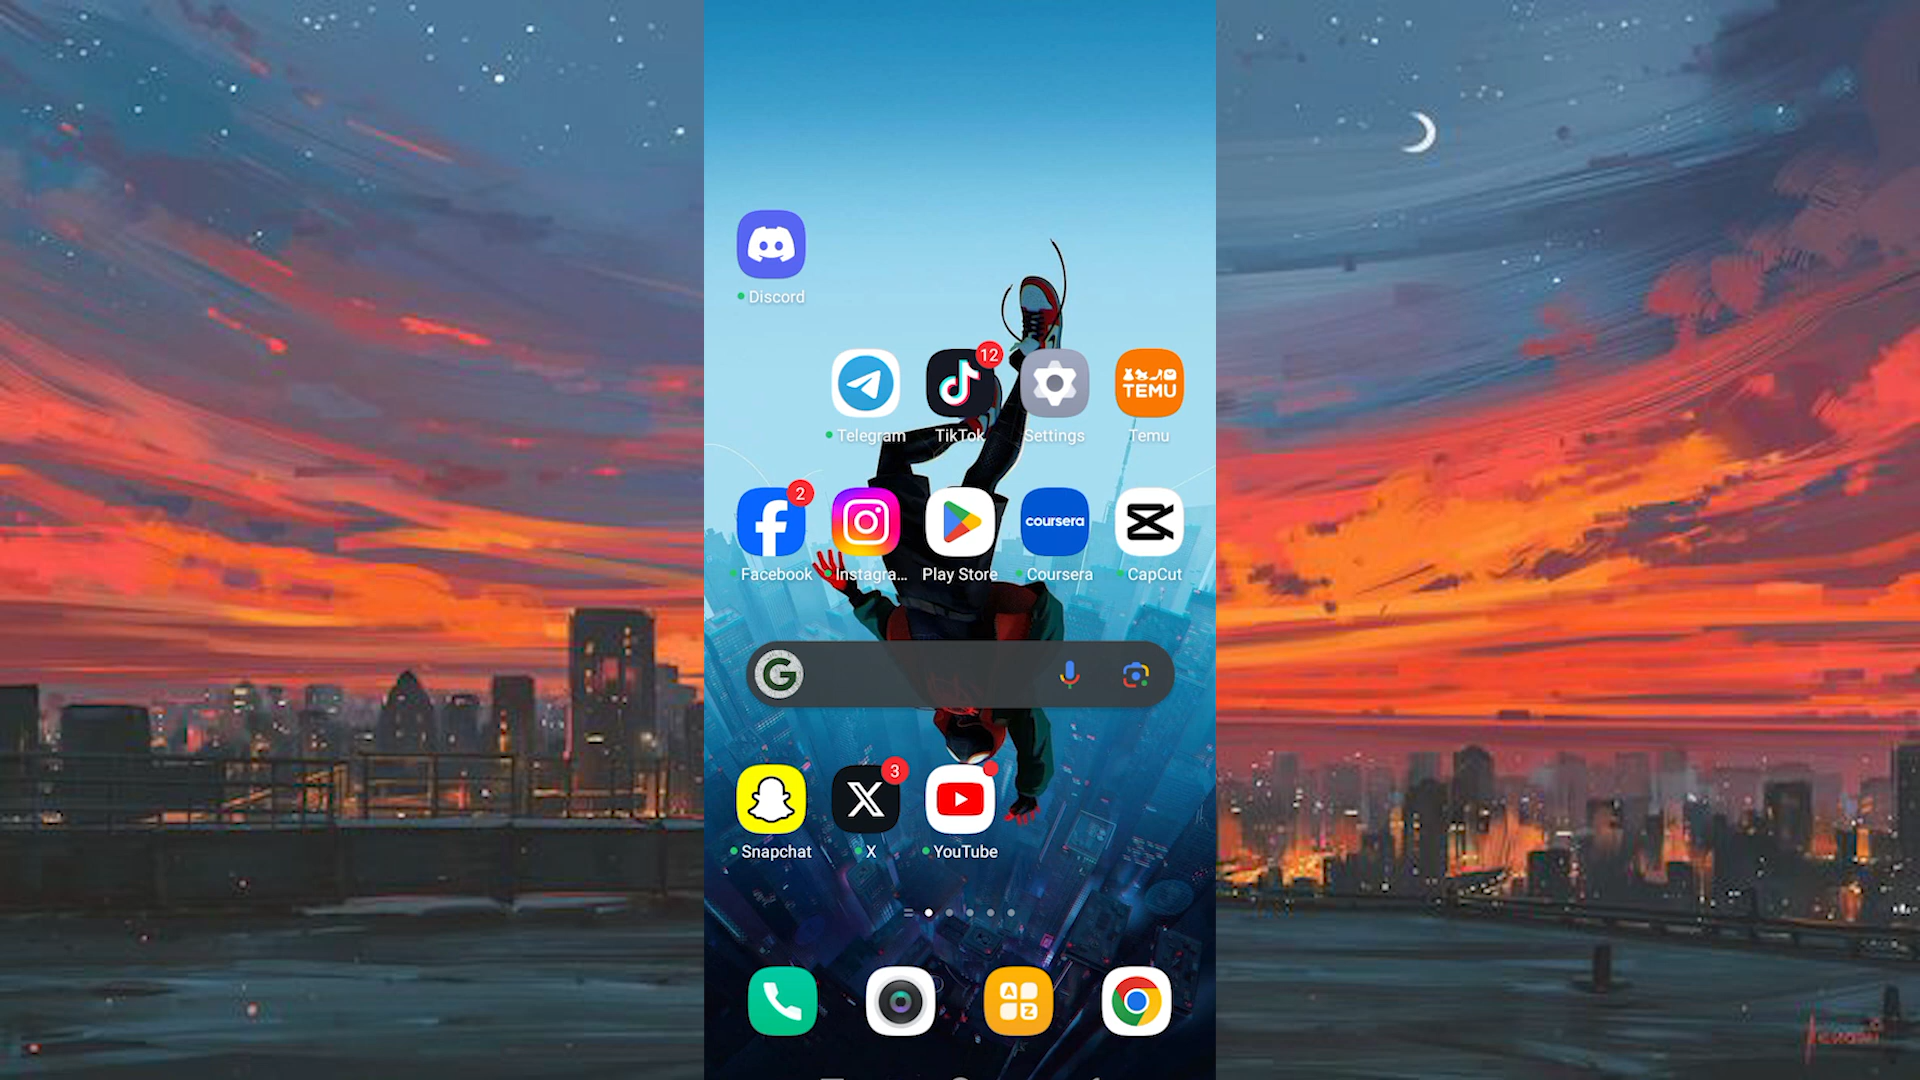 Discord
12
TEMU
Telegram TikTok Settings Temu
2
coursera
Facebook Instagra... Play Store Coursera CapCut
G
3
Snapchat X YouTube
A
Z